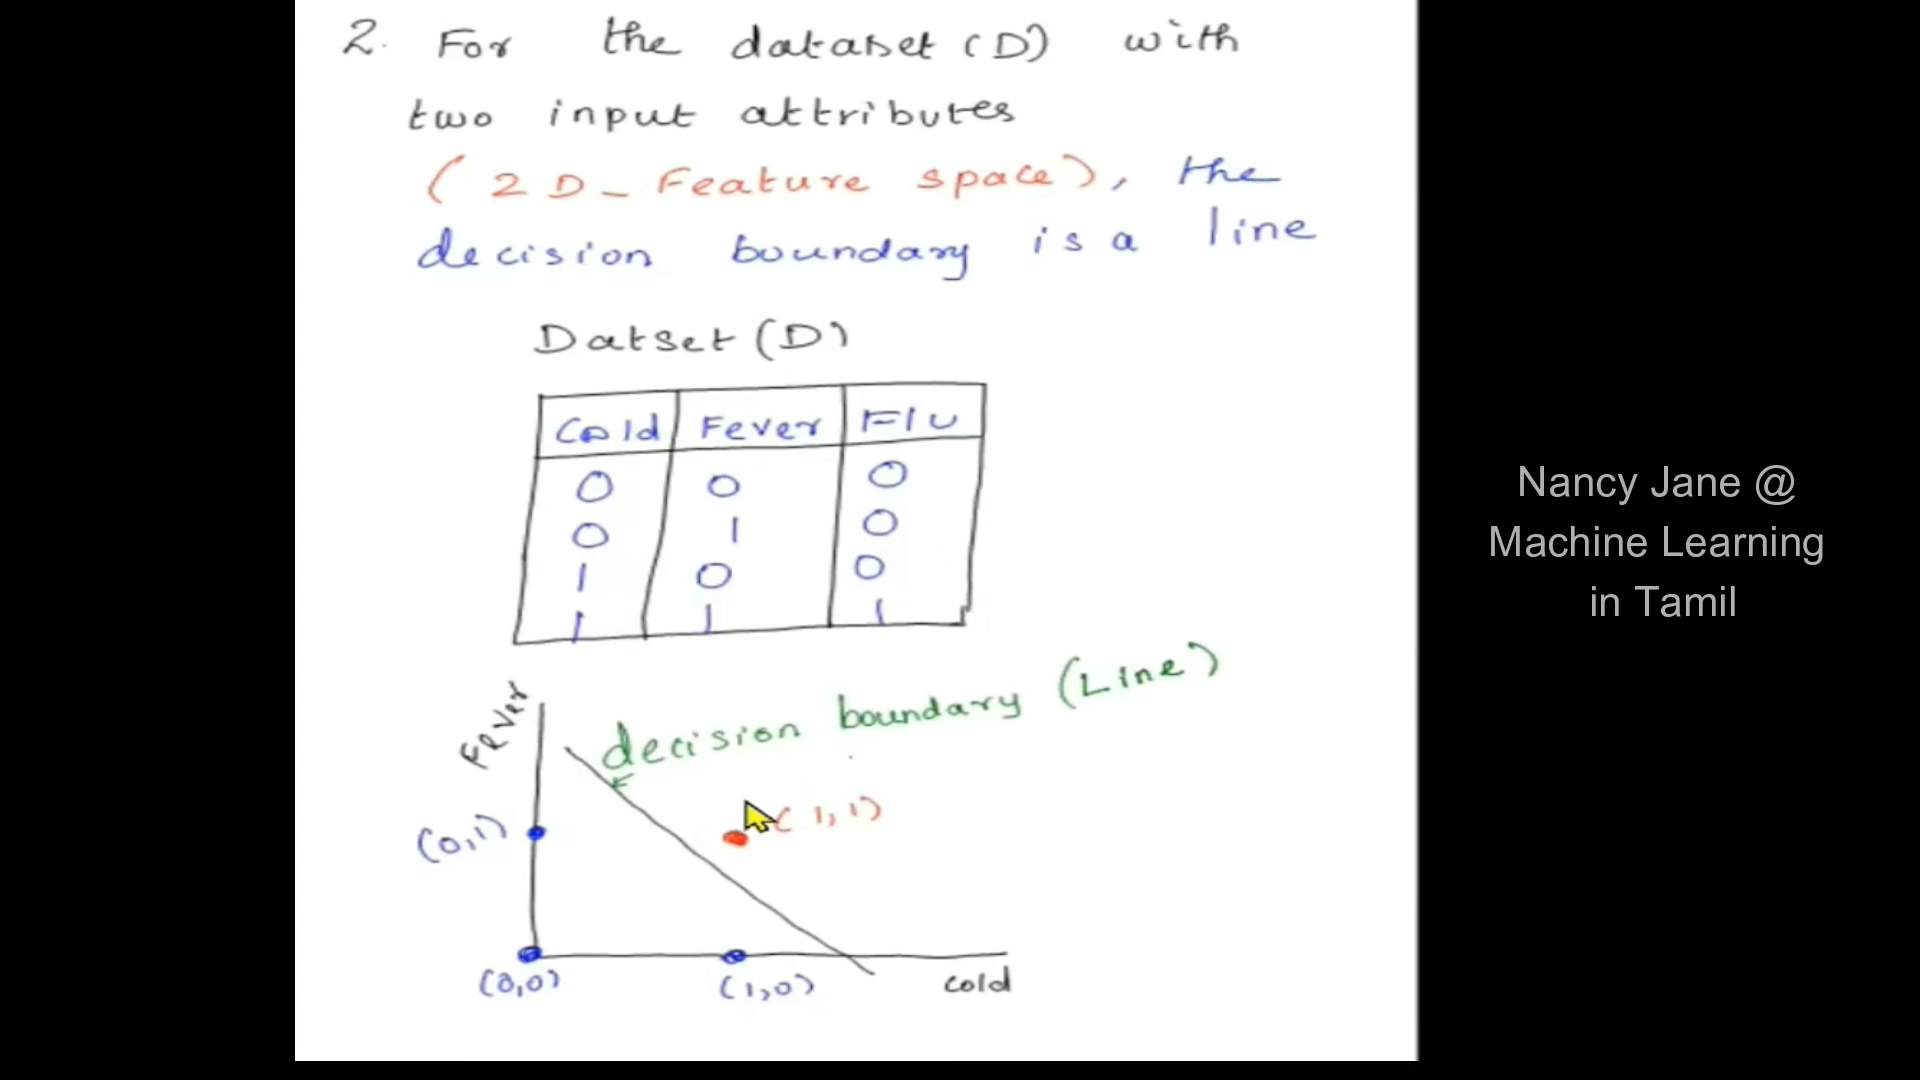 2. For the dataset (D) with
two input attributes
(2D_Feature space), the
decision boundary is a line
Datset (D)
Cold Fever Flu
0 0 0
0 1 0
1 0 0
1 1 1
decision boundary (Line)
Fever
(1,1)
(0,1)
(0,0) (1,0) cold
Nancy Jane @
Machine Learning
in Tamil